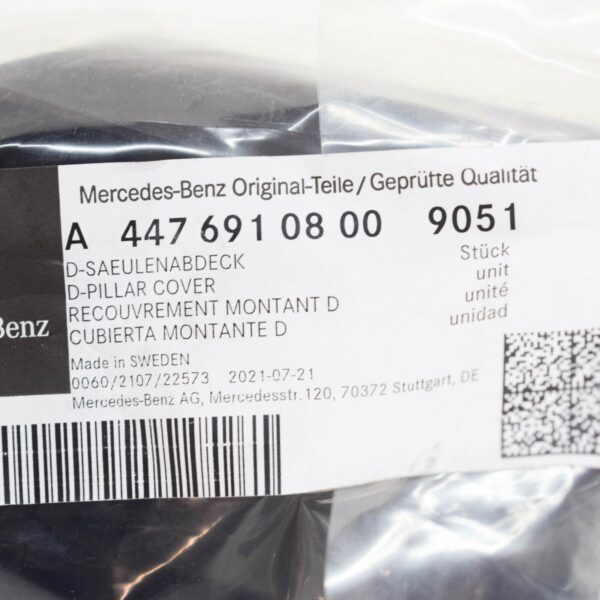 Mercedes-Benz Original-Teile/Geprüfte Qualität
A 447 691 08 00 9051
D-SAEULENABDECK Stück
D-PILLAR COVER unit
RECOUVREMENT MONTANT D unité
CUBIERTA MONTANTE D unidad
Benz
Made in SWEDEN
0060/2107/22573 2021-07-21
Mercedes-Benz AG, Mercedesstr.120, 70372 Stuttgart, DE